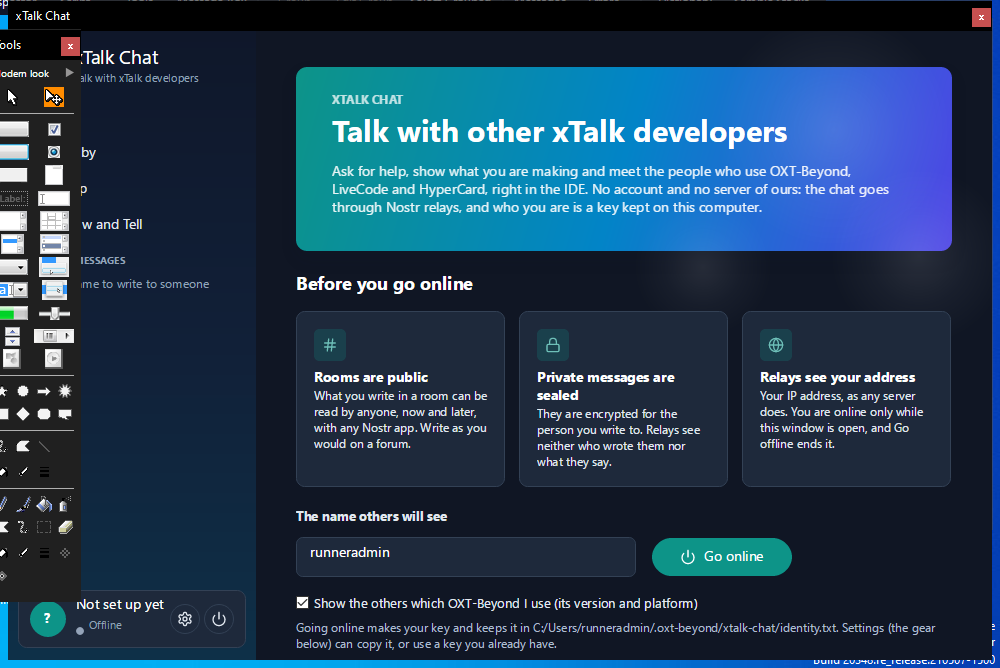 xTalk Chat
ools
odern look
Label:
xTalk Chat
alk with xTalk developers
by
p
w and Tell
ESSAGES
ame to write to someone
Not set up yet
Offline
?
XTALK CHAT
Talk with other xTalk developers
Ask for help, show what you are making and meet the people who use OXT-Beyond,
LiveCode and HyperCard, right in the IDE. No account and no server of ours: the chat goes
through Nostr relays, and who you are is a key kept on this computer.
Before you go online
#
Rooms are public
What you write in a room can be
read by anyone, now and later,
with any Nostr app. Write as you
would on a forum.
Private messages are
sealed
They are encrypted for the
person you write to. Relays see
neither who wrote them nor
what they say.
Relays see your address
Your IP address, as any server
does. You are online only while
this window is open, and Go
offline ends it.
The name others will see
runneradmin
Go online
Show the others which OXT-Beyond I use (its version and platform)
Going online makes your key and keeps it in C:/Users/runneradmin/.oxt-beyond/xtalk-chat/identity.txt. Settings (the gear
below) can copy it, or use a key you already have.